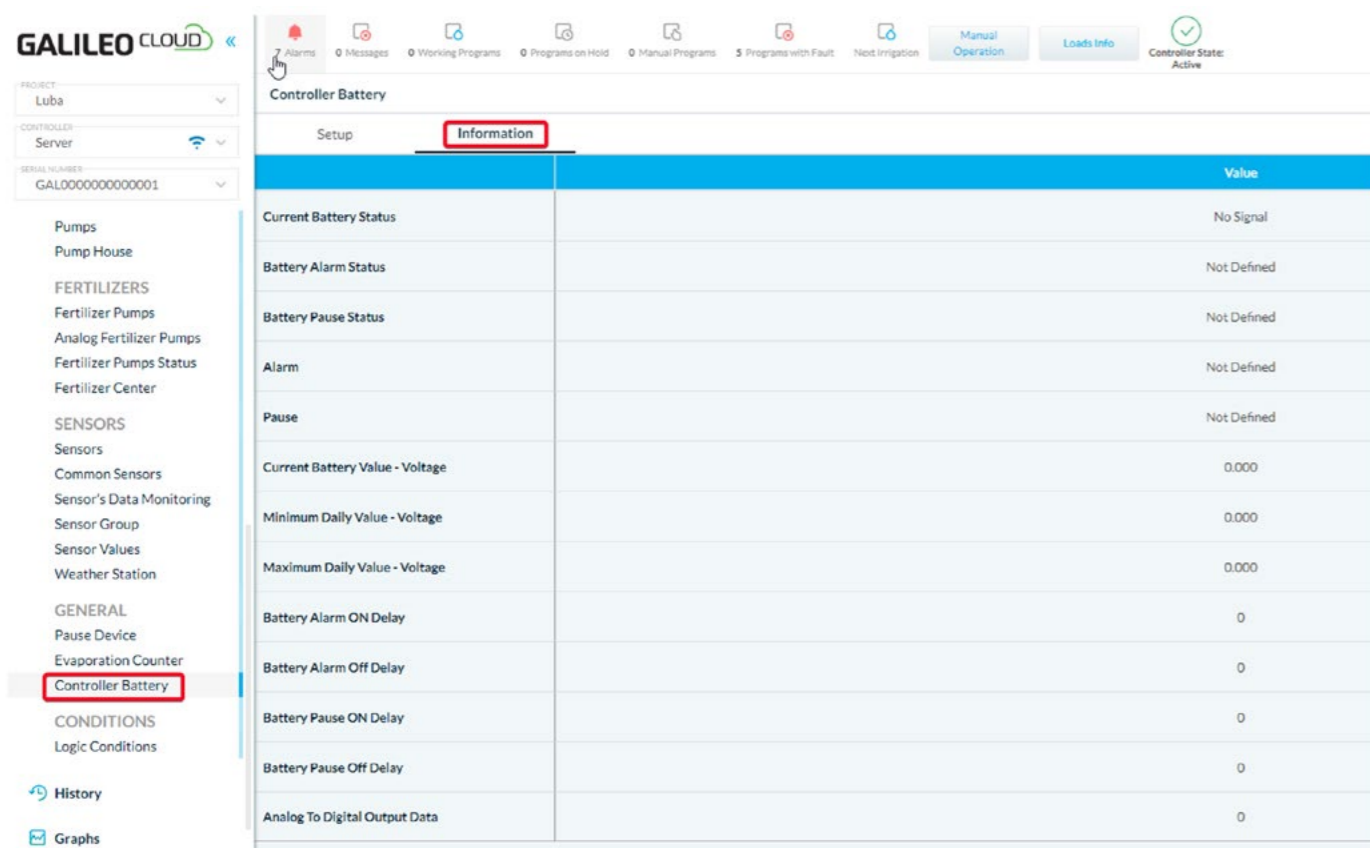 GALILEO CLOUD «
7 Alarms
0 Messages
0 Working Programs
0 Programs on Hold
0 Manual Programs
5 Programs with Fault
Next Irrigation
Manual
Operation
Loads Info
Controller State:
Active
PROJECT
Luba
CONTROLLER
Server
SERIAL NUMBER
GAL0000000000001
Pumps
Pump House
FERTILIZERS
Fertilizer Pumps
Analog Fertilizer Pumps
Fertilizer Pumps Status
Fertilizer Center
SENSORS
Sensors
Common Sensors
Sensor's Data Monitoring
Sensor Group
Sensor Values
Weather Station
GENERAL
Pause Device
Evaporation Counter
Controller Battery
CONDITIONS
Logic Conditions
History
Graphs
Controller Battery
Setup Information
Value
Current Battery Status No Signal
Battery Alarm Status Not Defined
Battery Pause Status Not Defined
Alarm Not Defined
Pause Not Defined
Current Battery Value - Voltage 0.000
Minimum Daily Value - Voltage 0.000
Maximum Daily Value - Voltage 0.000
Battery Alarm ON Delay 0
Battery Alarm Off Delay 0
Battery Pause ON Delay 0
Battery Pause Off Delay 0
Analog To Digital Output Data 0